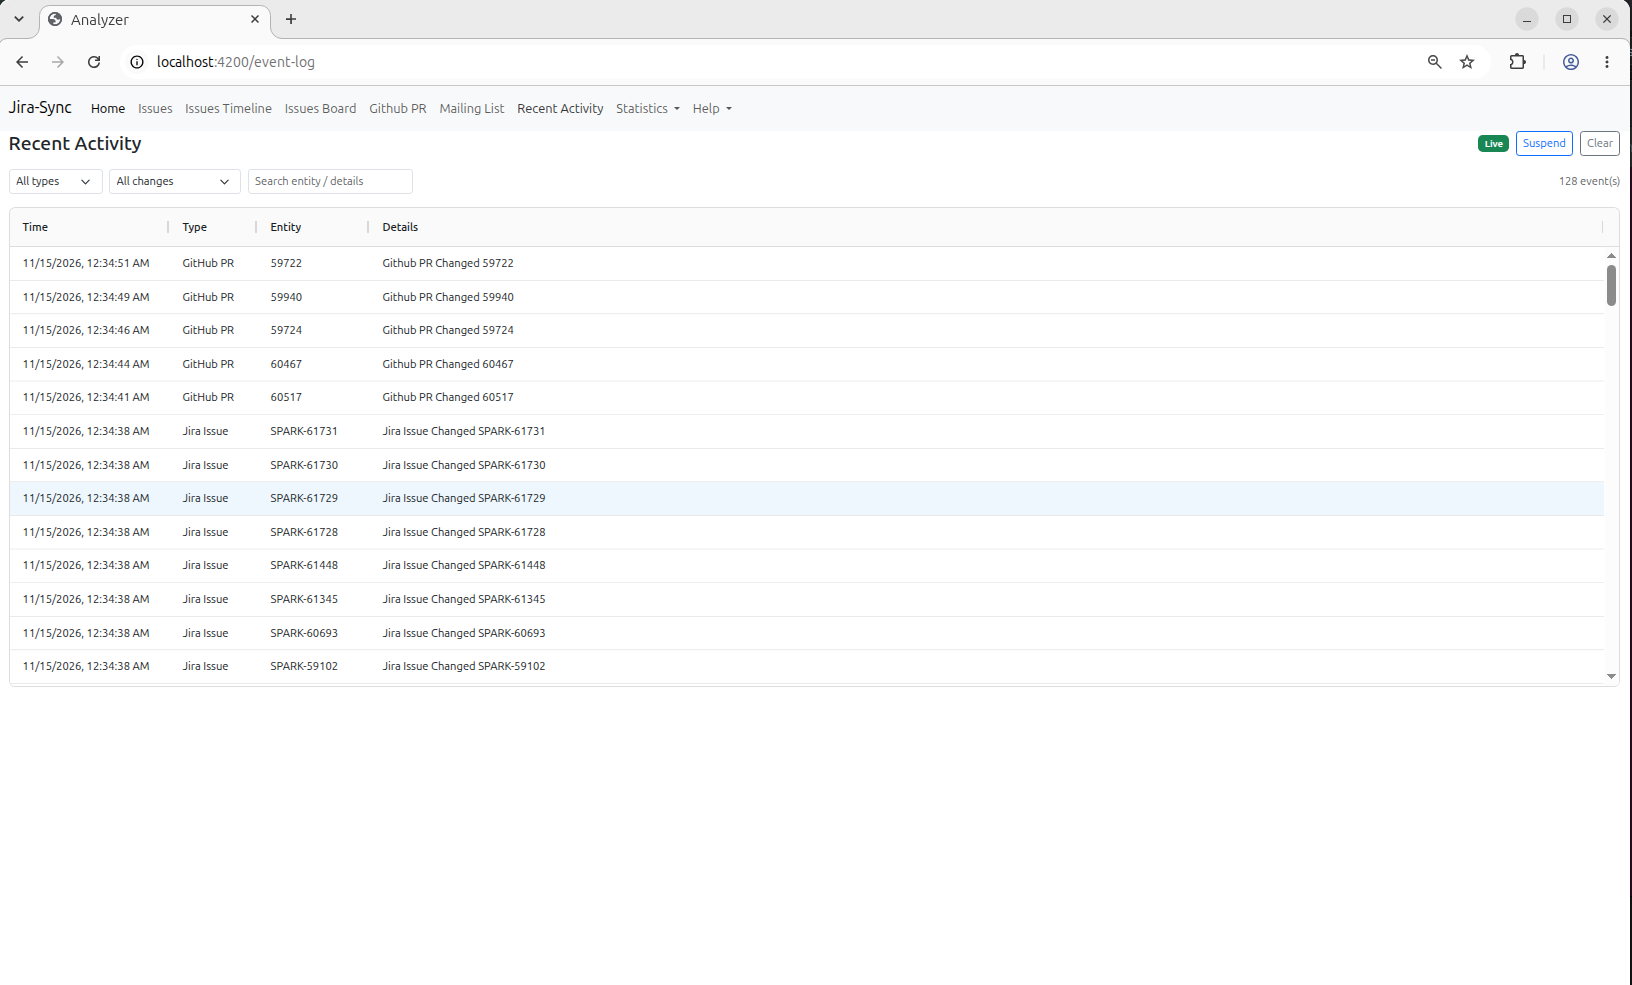 Analyzer
localhost:4200/event-log
Jira-Sync Home Issues Issues Timeline Issues Board Github PR Mailing List Recent Activity Statistics Help
Recent Activity Live Suspend Clear
All types All changes Search entity / details 128 event(s)
Time Type Entity Details
11/15/2026, 12:34:51 AM GitHub PR 59722 Github PR Changed 59722
11/15/2026, 12:34:49 AM GitHub PR 59940 Github PR Changed 59940
11/15/2026, 12:34:46 AM GitHub PR 59724 Github PR Changed 59724
11/15/2026, 12:34:44 AM GitHub PR 60467 Github PR Changed 60467
11/15/2026, 12:34:41 AM GitHub PR 60517 Github PR Changed 60517
11/15/2026, 12:34:38 AM Jira Issue SPARK-61731 Jira Issue Changed SPARK-61731
11/15/2026, 12:34:38 AM Jira Issue SPARK-61730 Jira Issue Changed SPARK-61730
11/15/2026, 12:34:38 AM Jira Issue SPARK-61729 Jira Issue Changed SPARK-61729
11/15/2026, 12:34:38 AM Jira Issue SPARK-61728 Jira Issue Changed SPARK-61728
11/15/2026, 12:34:38 AM Jira Issue SPARK-61448 Jira Issue Changed SPARK-61448
11/15/2026, 12:34:38 AM Jira Issue SPARK-61345 Jira Issue Changed SPARK-61345
11/15/2026, 12:34:38 AM Jira Issue SPARK-60693 Jira Issue Changed SPARK-60693
11/15/2026, 12:34:38 AM Jira Issue SPARK-59102 Jira Issue Changed SPARK-59102